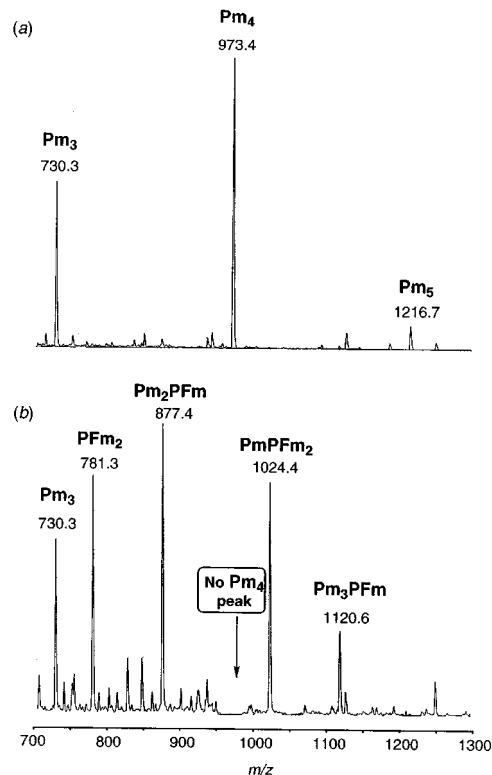 (a)
Pm4
973.4
Pm3
730.3
Pm5
1216.7
(b)
Pm2PFm
877.4
PFm2
781.3
PmPFm2
1024.4
Pm3
730.3
No Pm4
peak
Pm3PFm
1120.6
700 800 900 1000 1100 1200 1300
m/z